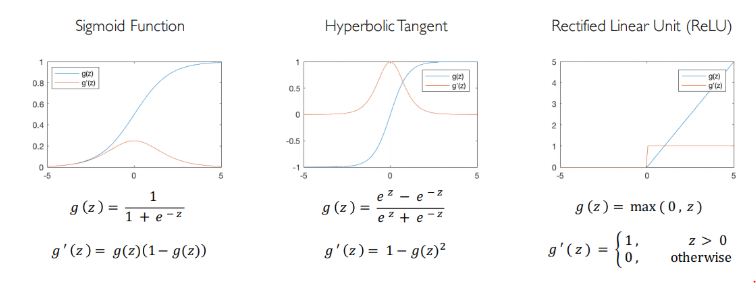 Sigmoid Function
1
0.8
0.6
0.4
0.2
0
-5
0
5
g(z)
g'(z)
g(z) = 1 / (1 + e^{-z})
g'(z) = g(z)(1 − g(z))
Hyperbolic Tangent
1
0.5
0
-0.5
-1
-5
0
5
g(z)
g'(z)
g(z) = (e^z − e^{-z}) / (e^z + e^{-z})
g'(z) = 1 − g(z)²
Rectified Linear Unit (ReLU)
5
4
3
2
1
0
-5
0
5
g(z)
g'(z)
g(z) = max(0, z)
g'(z) = { 1, z > 0
0, otherwise